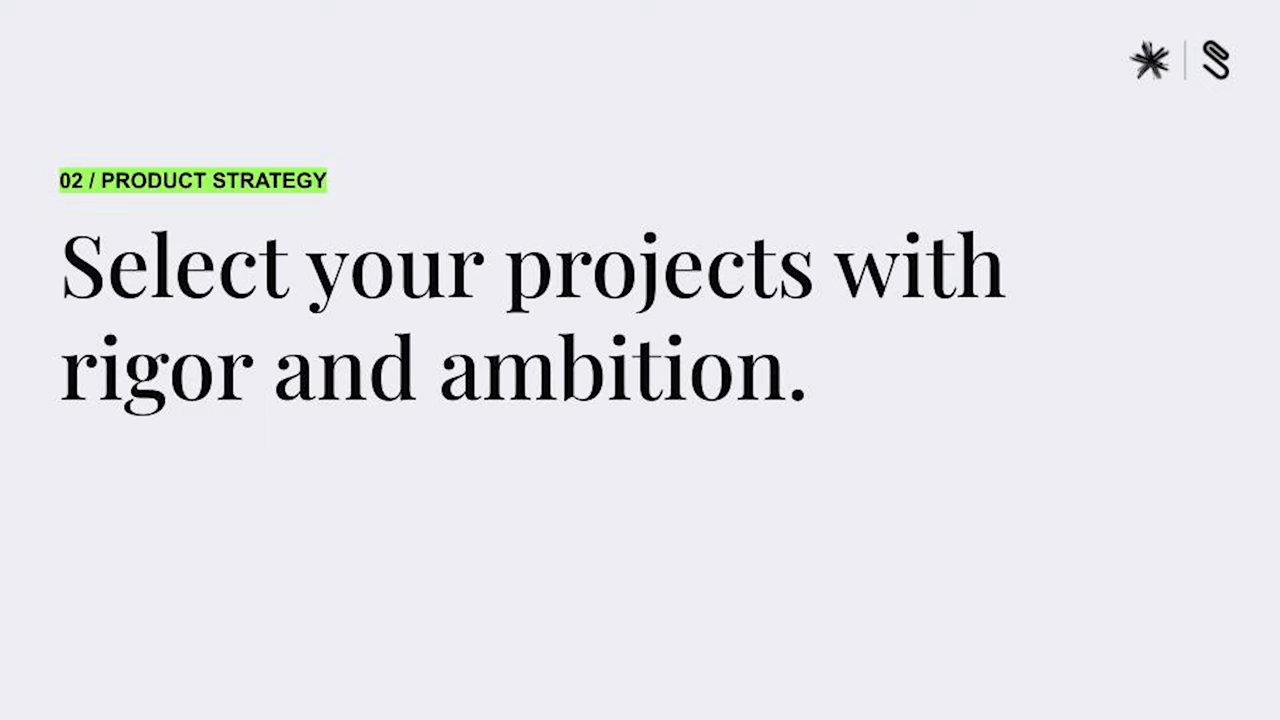 02 / PRODUCT STRATEGY
Select your projects with
rigor and ambition.